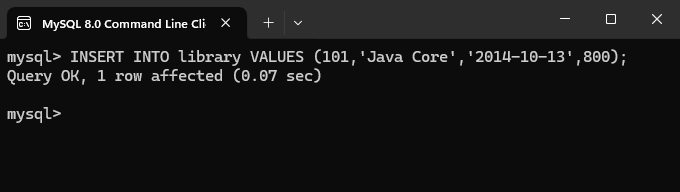 MySQL 8.0 Command Line Cli
mysql> INSERT INTO library VALUES (101,'Java Core','2014-10-13',800);
Query OK, 1 row affected (0.07 sec)
mysql>